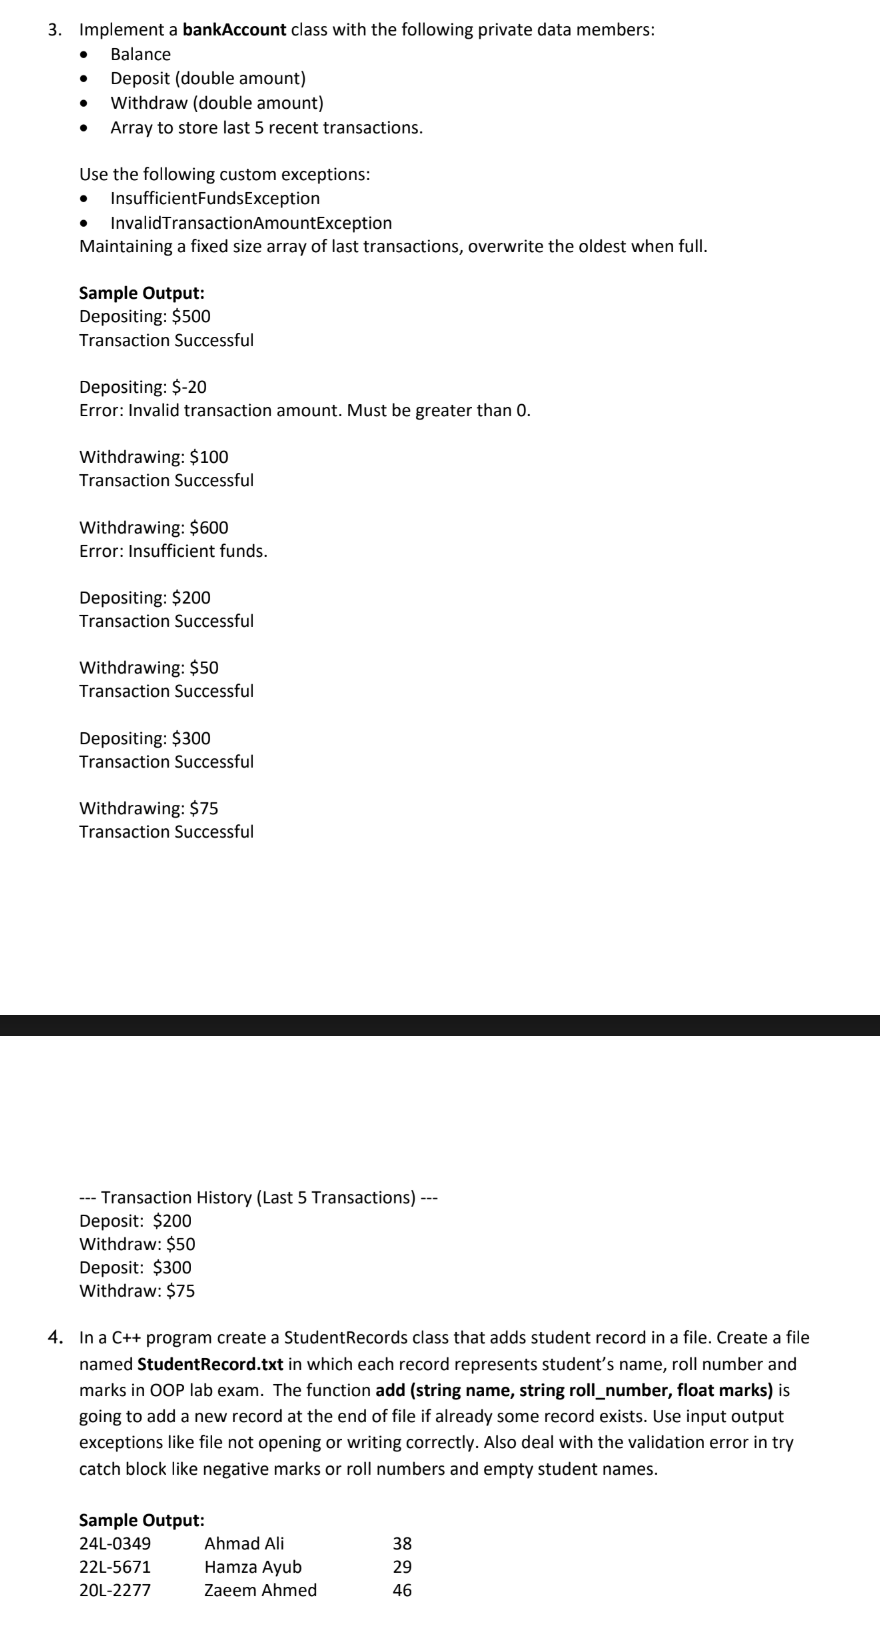 3. Implement a bankAccount class with the following private data members:
• Balance
• Deposit (double amount)
• Withdraw (double amount)
• Array to store last 5 recent transactions.
Use the following custom exceptions:
• InsufficientFundsException
• InvalidTransactionAmountException
Maintaining a fixed size array of last transactions, overwrite the oldest when full.
Sample Output:
Depositing: $500
Transaction Successful
Depositing: $-20
Error: Invalid transaction amount. Must be greater than 0.
Withdrawing: $100
Transaction Successful
Withdrawing: $600
Error: Insufficient funds.
Depositing: $200
Transaction Successful
Withdrawing: $50
Transaction Successful
Depositing: $300
Transaction Successful
Withdrawing: $75
Transaction Successful
--- Transaction History (Last 5 Transactions) ---
Deposit: $200
Withdraw: $50
Deposit: $300
Withdraw: $75
4. In a C++ program create a StudentRecords class that adds student record in a file. Create a file
named StudentRecord.txt in which each record represents student's name, roll number and
marks in OOP lab exam. The function add (string name, string roll_number, float marks) is
going to add a new record at the end of file if already some record exists. Use input output
exceptions like file not opening or writing correctly. Also deal with the validation error in try
catch block like negative marks or roll numbers and empty student names.
Sample Output:
24L-0349 Ahmad Ali 38
22L-5671 Hamza Ayub 29
20L-2277 Zaeem Ahmed 46